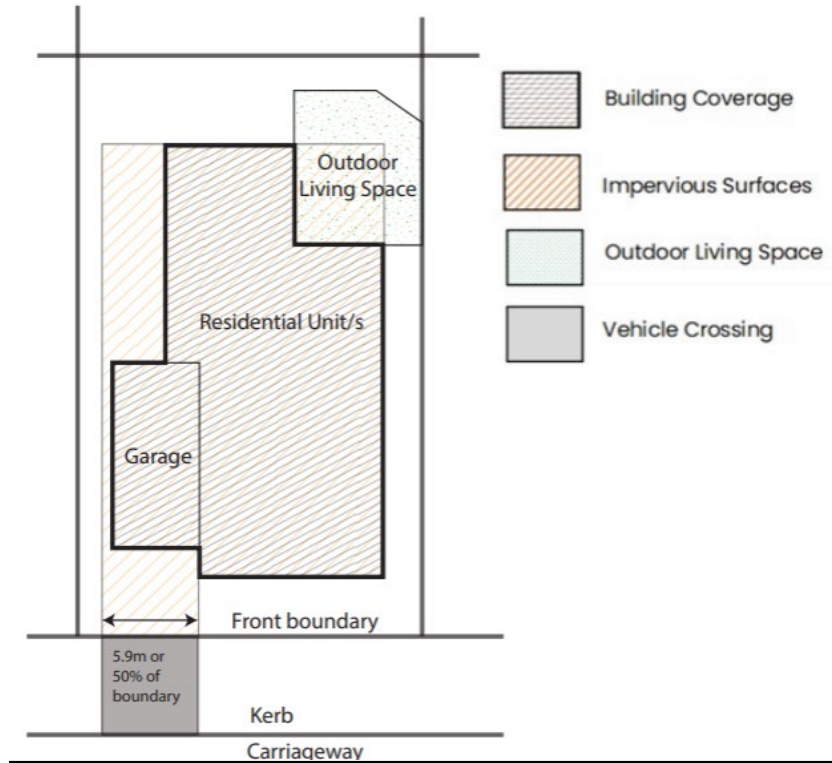 Building Coverage
Outdoor
Living Space
Impervious Surfaces
Outdoor Living Space
Residential Unit/s
Vehicle Crossing
Garage
Front boundary
5.9m or
50% of
boundary
Kerb
Carriageway